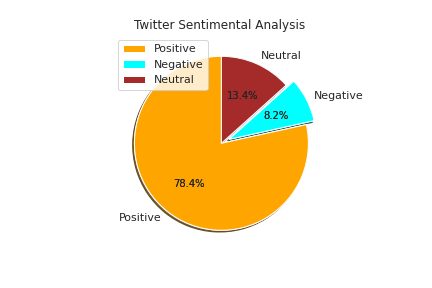 Twitter Sentimental Analysis
Positive
Negative
Neutral
Neutral
13.4%
Negative
8.2%
78.4%
Positive